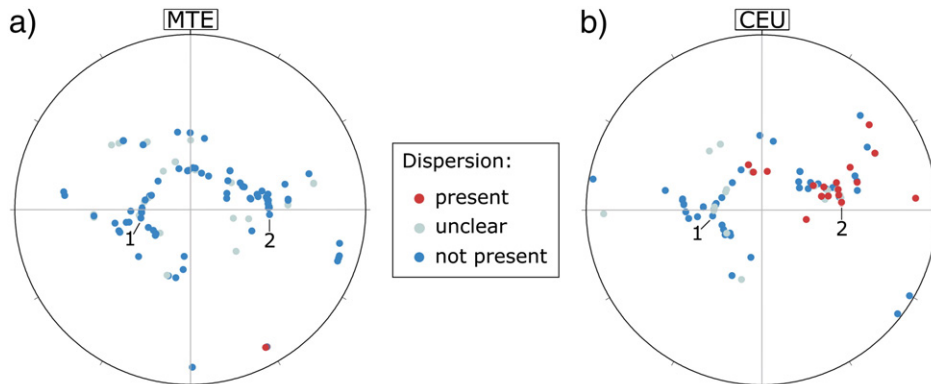 a)
MTE
1
2
Dispersion:
present
unclear
not present
b)
CEU
1
2